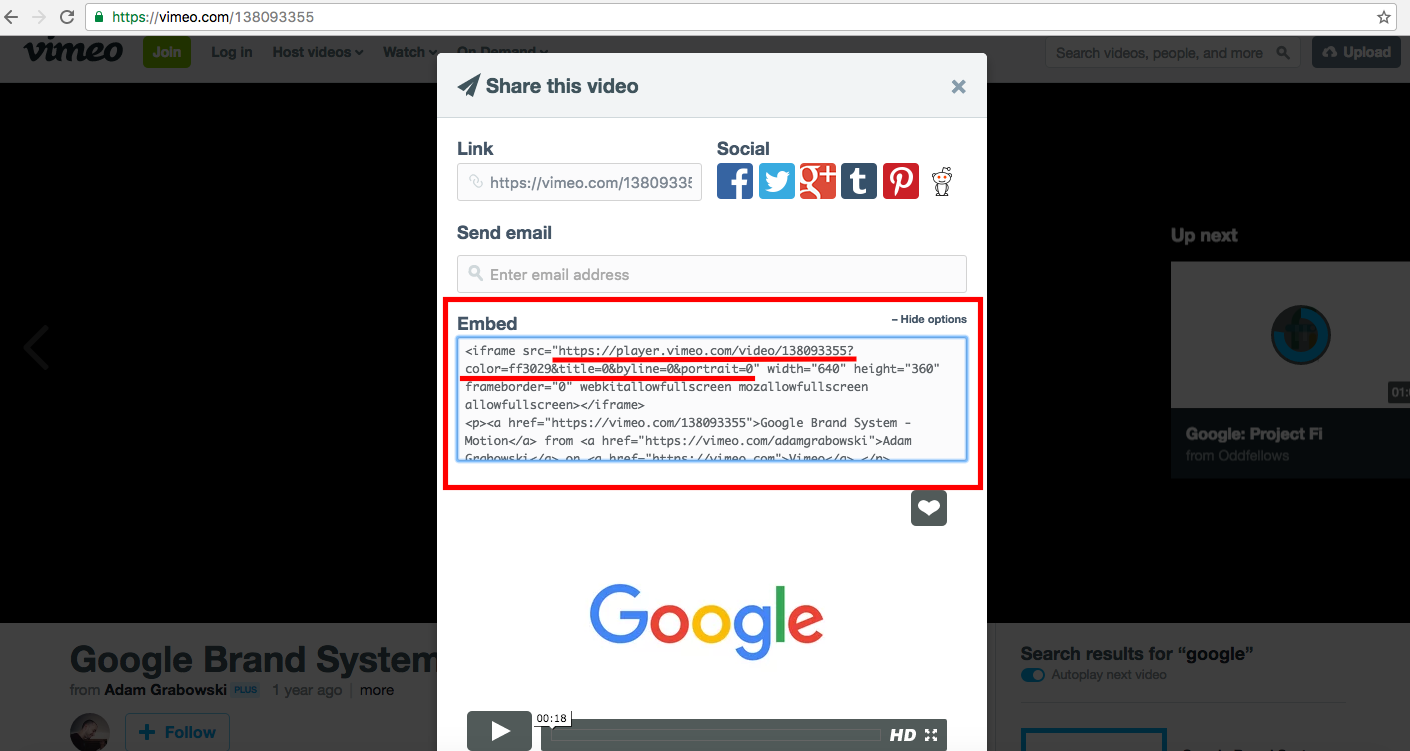 https://vimeo.com/138093355
vimeo
Join
Log in
Host videos
Watch
On Demand
Search videos, people, and more
Upload
Share this video
Link
https://vimeo.com/13809335
Social
Send email
Enter email address
Embed
– Hide options
<iframe src="https://player.vimeo.com/video/138093355?
color=ff3029&title=0&byline=0&portrait=0" width="640" height="360"
frameborder="0" webkitallowfullscreen mozallowfullscreen
allowfullscreen></iframe>
<p><a href="https://vimeo.com/138093355">Google Brand System -
Motion</a> from <a href="https://vimeo.com/adamgrabowski">Adam
Grabowski</a> on <a href="https://vimeo.com">Vimeo</a>.</p>
Up next
01:
Google: Project Fi
from Oddfellows
Google
00:18
HD
Google Brand System
from Adam Grabowski PLUS 1 year ago | more
+ Follow
Search results for “google”
Autoplay next video